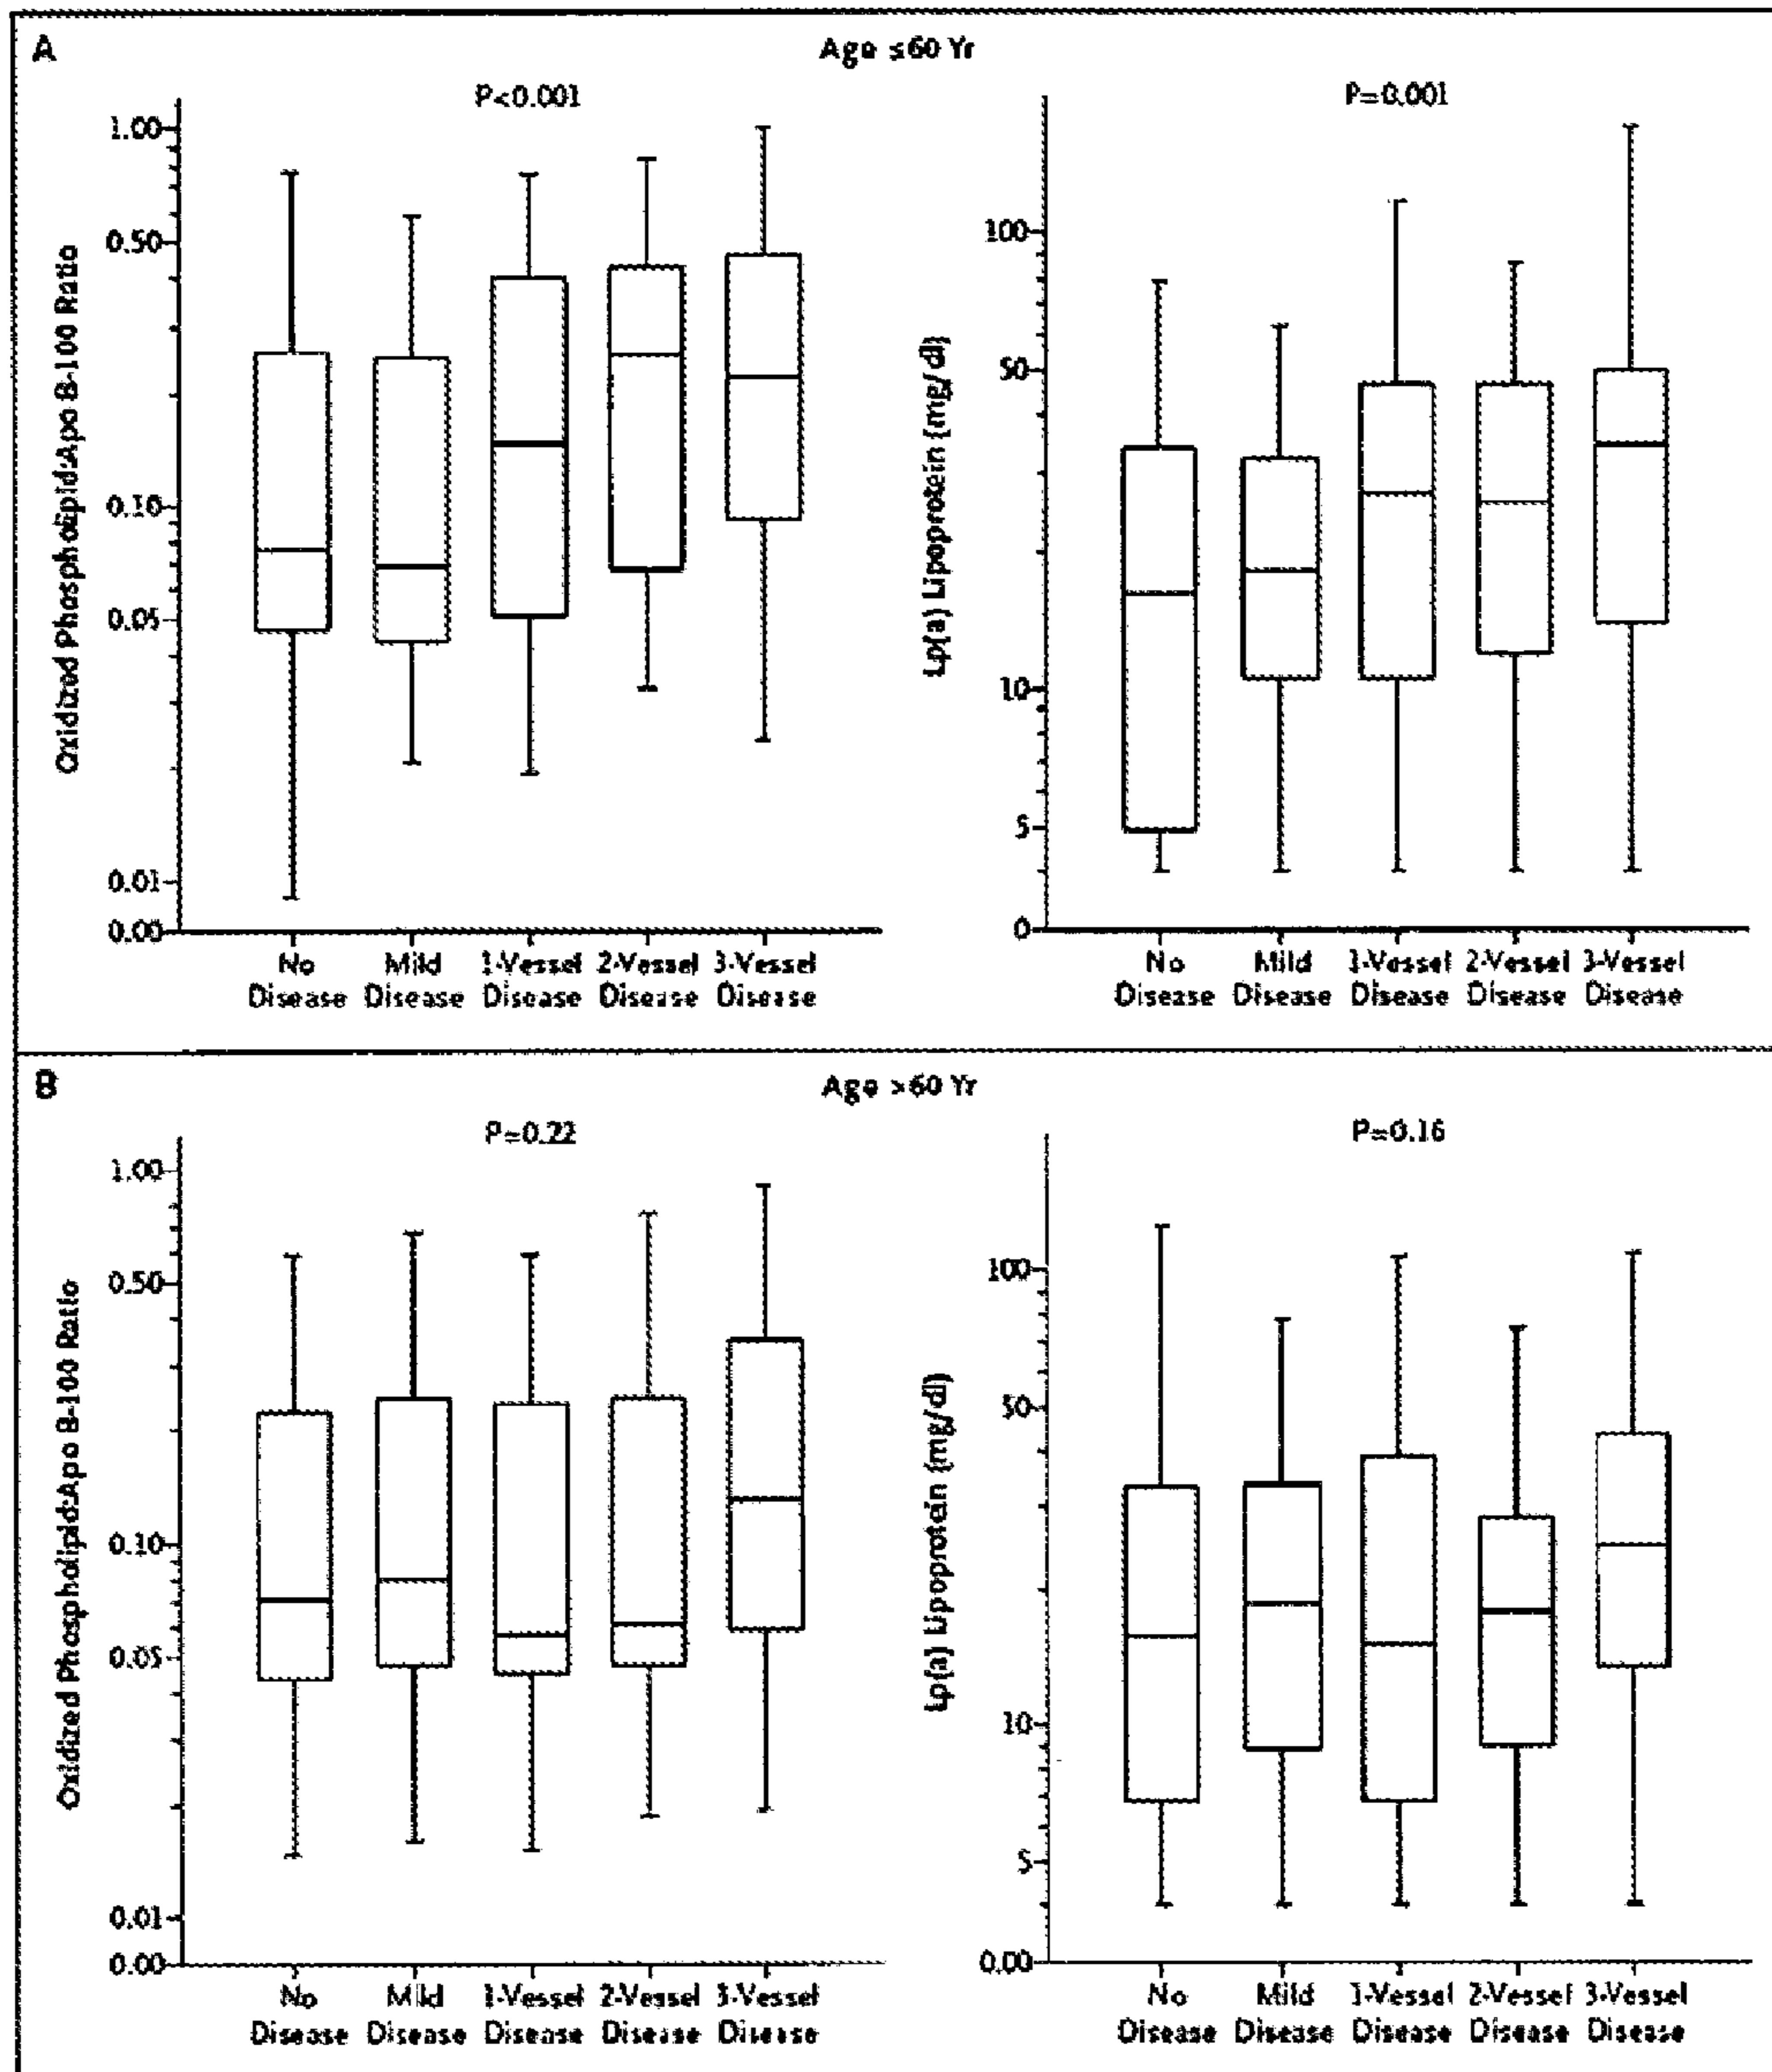 A
Age ≤60 Yr
P<0.001
Oxidized Phospholipid:Apo B-100 Ratio
1.00
0.50
0.10
0.05
0.01
0.00
No Disease
Mild Disease
1-Vessel Disease
2-Vessel Disease
3-Vessel Disease
P=0.001
Lp(a) Lipoprotein (mg/dl)
100
50
10
5
0
No Disease
Mild Disease
1-Vessel Disease
2-Vessel Disease
3-Vessel Disease
B
Age >60 Yr
P=0.22
Oxidized Phospholipid:Apo B-100 Ratio
1.00
0.50
0.10
0.05
0.01
0.00
No Disease
Mild Disease
1-Vessel Disease
2-Vessel Disease
3-Vessel Disease
P=0.16
Lp(a) Lipoprotein (mg/dl)
100
50
10
5
0.00
No Disease
Mild Disease
1-Vessel Disease
2-Vessel Disease
3-Vessel Disease